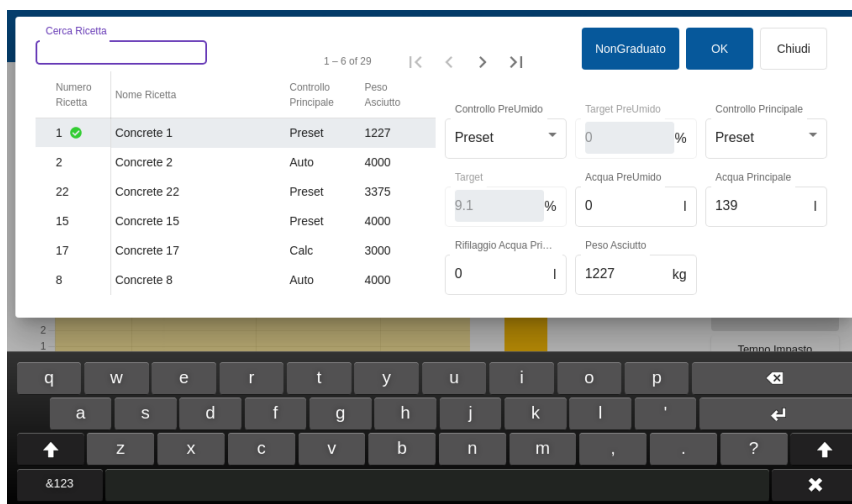 Cerca Ricetta
1 – 6 of 29
NonGraduato
OK
Chiudi
Numero Ricetta
Nome Ricetta
Controllo Principale
Peso Asciutto
1 Concrete 1 Preset 1227
2 Concrete 2 Auto 4000
22 Concrete 22 Preset 3375
15 Concrete 15 Preset 4000
17 Concrete 17 Calc 3000
8 Concrete 8 Auto 4000
Controllo PreUmido
Preset
Target PreUmido
0 %
Controllo Principale
Preset
Target
9.1 %
Acqua PreUmido
0 l
Acqua Principale
139 l
Rifilaggio Acqua Pri...
0 l
Peso Asciutto
1227 kg
2
1
Tempo Impasto
q w e r t y u i o p
a s d f g h j k l '
z x c v b n m , . ?
&123